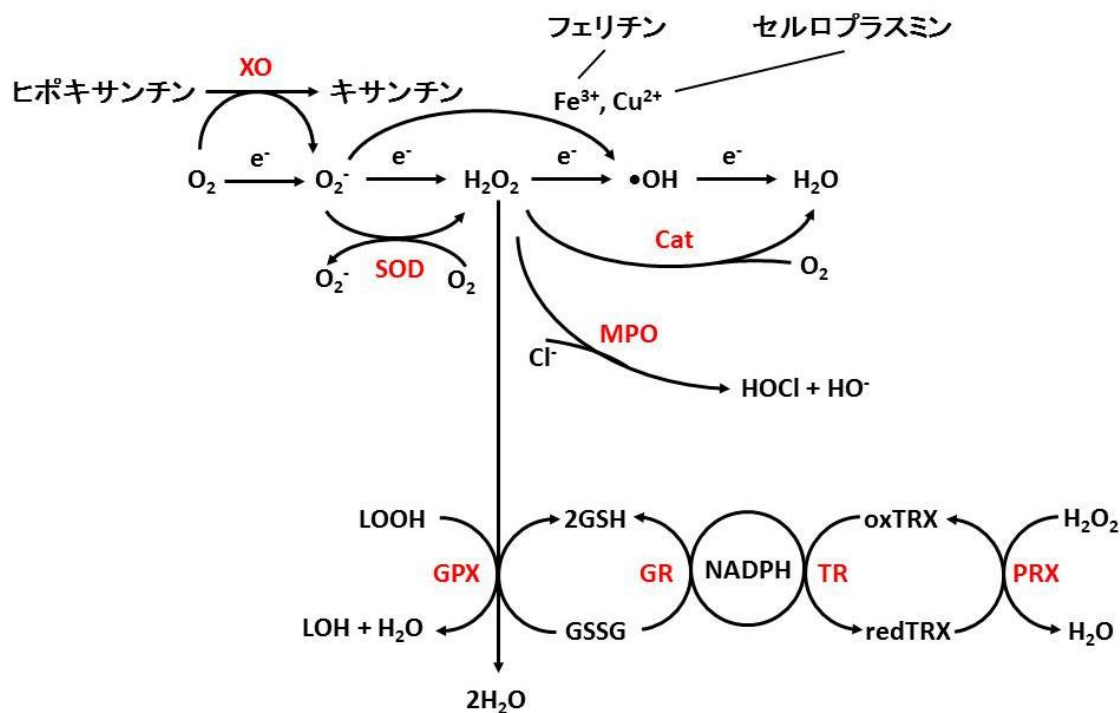 フェリチン セルロプラスミン
XO
ヒポキサンチン キサンチン Fe³⁺, Cu²⁺
e⁻ e⁻ e⁻ e⁻
O₂ O₂⁻ H₂O₂ •OH H₂O
Cat
O₂⁻ SOD O₂ O₂
MPO
Cl⁻
HOCl + HO⁻
LOOH 2GSH oxTRX H₂O₂
GPX GR NADPH TR PRX
LOH + H₂O GSSG redTRX H₂O
2H₂O